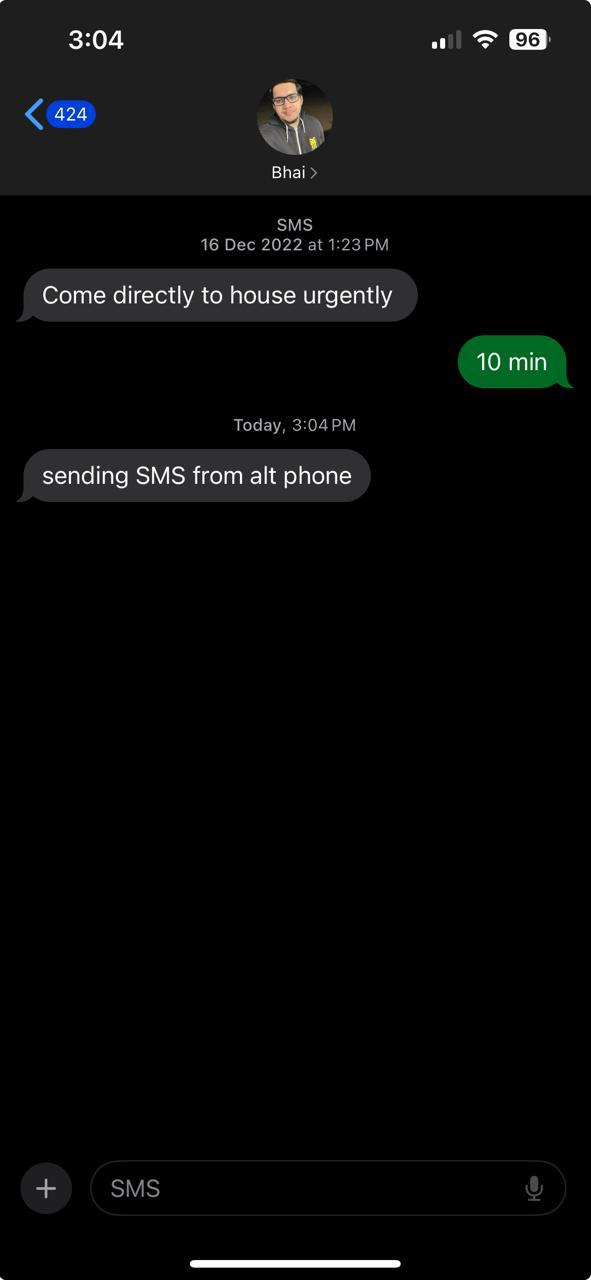 3:04
96
424
Bhai
SMS
16 Dec 2022 at 1:23 PM
Come directly to house urgently
10 min
Today, 3:04 PM
sending SMS from alt phone
SMS